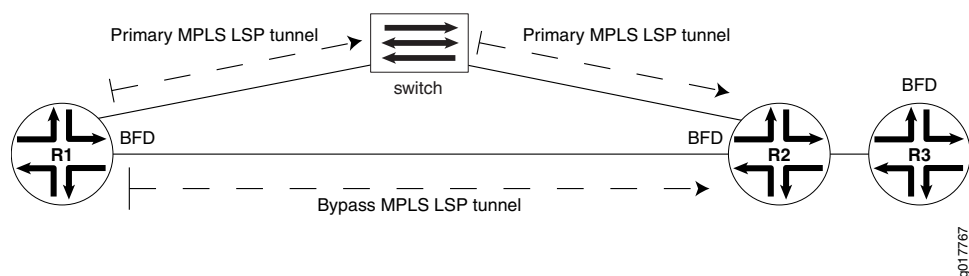 Primary MPLS LSP tunnel
Primary MPLS LSP tunnel
switch
BFD
BFD
BFD
R1
R2
R3
Bypass MPLS LSP tunnel
g017767